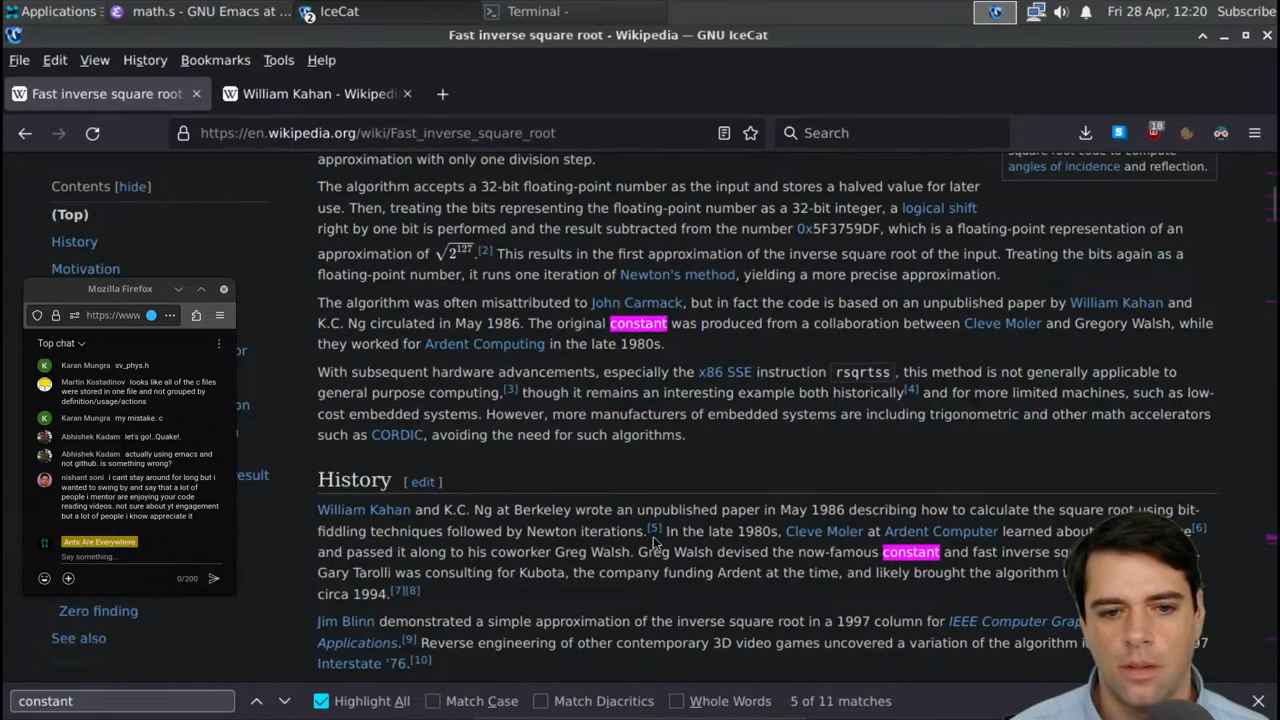 Applications
math.s - GNU Emacs at ...
2
IceCat
Terminal -
Fri 28 Apr, 12:20
Subscribe
Fast inverse square root - Wikipedia — GNU IceCat
File Edit View History Bookmarks Tools Help
W Fast inverse square root
W William Kahan - Wikipedi
https://en.wikipedia.org/wiki/Fast_inverse_square_root
Search
18
Contents [hide]
(Top)
History
Motivation
Zero finding
See also
approximation with only one division step.
square root code to compute
angles of incidence and reflection.
The algorithm accepts a 32-bit floating-point number as the input and stores a halved value for later
use. Then, treating the bits representing the floating-point number as a 32-bit integer, a logical shift
right by one bit is performed and the result subtracted from the number 0x5F3759DF, which is a floating-point representation of an
approximation of √2^127.[2] This results in the first approximation of the inverse square root of the input. Treating the bits again as a
floating-point number, it runs one iteration of Newton's method, yielding a more precise approximation.
The algorithm was often misattributed to John Carmack, but in fact the code is based on an unpublished paper by William Kahan and
K.C. Ng circulated in May 1986. The original constant was produced from a collaboration between Cleve Moler and Gregory Walsh, while
they worked for Ardent Computing in the late 1980s.
With subsequent hardware advancements, especially the x86 SSE instruction rsqrtss, this method is not generally applicable to
general purpose computing,[3] though it remains an interesting example both historically[4] and for more limited machines, such as low-
cost embedded systems. However, more manufacturers of embedded systems are including trigonometric and other math accelerators
such as CORDIC, avoiding the need for such algorithms.
History [ edit ]
William Kahan and K.C. Ng at Berkeley wrote an unpublished paper in May 1986 describing how to calculate the square root using bit-
fiddling techniques followed by Newton iterations.[5] In the late 1980s, Cleve Moler at Ardent Computer learned about e[6]
and passed it along to his coworker Greg Walsh. Greg Walsh devised the now-famous constant and fast inverse sq
Gary Tarolli was consulting for Kubota, the company funding Ardent at the time, and likely brought the algorithm
circa 1994.[7][8]
Jim Blinn demonstrated a simple approximation of the inverse square root in a 1997 column for IEEE Computer Gra
Applications.[9] Reverse engineering of other contemporary 3D video games uncovered a variation of the algorithm i 97
Interstate '76.[10]
Mozilla Firefox
https://www
Top chat
K Karan Mungra sv_phys.h
Martin Kostadinov looks like all of the c files
were stored in one file and not grouped by
definition/usage/actions
K Karan Mungra my mistake. c
Abhishek Kadam let's go!..Quake!.
Abhishek Kadam actually using emacs and
not github. is something wrong?
nishant soni i cant stay around for long but i
wanted to swing by and say that a lot of
people i mentor are enjoying your code
reading videos. not sure about yt engagement
but a lot of people i know appreciate it
Ants Are Everywhere
Say something...
0/200
or
on
result
constant
Highlight All
Match Case
Match Diacritics
Whole Words
5 of 11 matches